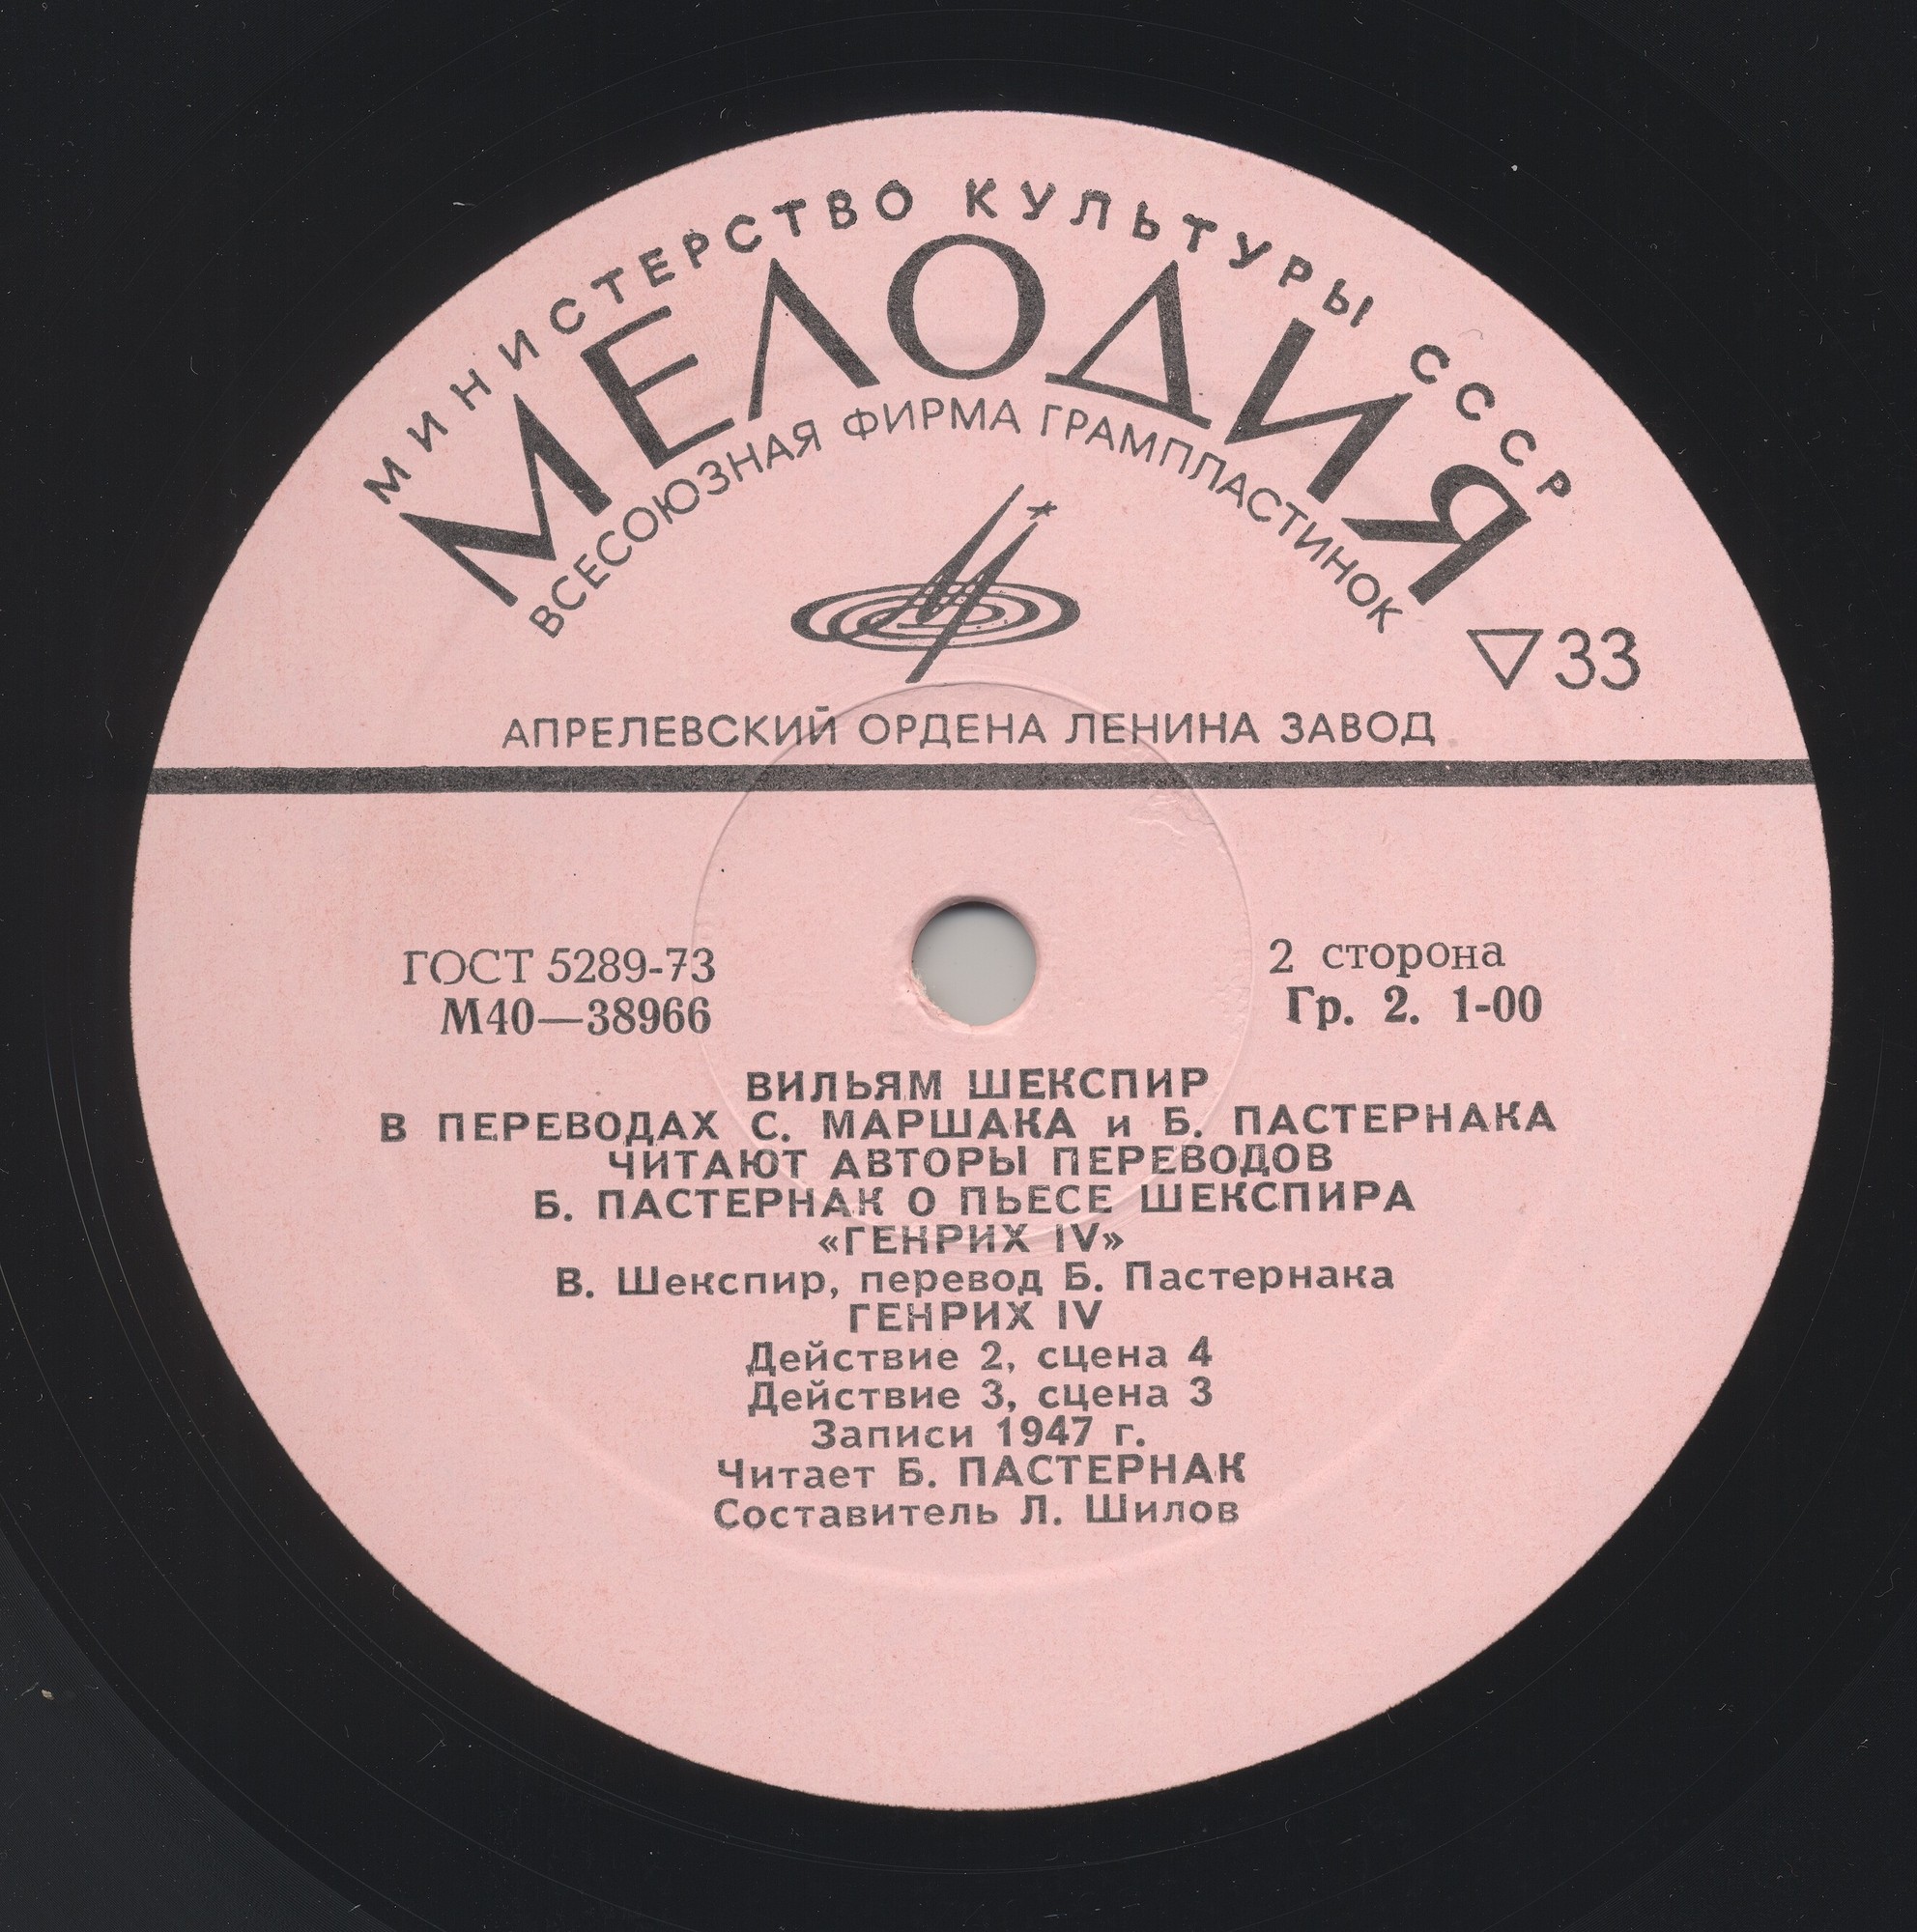 МИНИСТЕРСТВО КУЛЬТУРЫ СССР
МЕЛОДИЯ
ВСЕСОЮЗНАЯ ФИРМА ГРАМПЛАСТИНОК
▽33
АПРЕЛЕВСКИЙ ОРДЕНА ЛЕНИНА ЗАВОД
ГОСТ 5289-73
М40—38966
2 сторона
Гр. 2. 1-00
ВИЛЬЯМ ШЕКСПИР
В ПЕРЕВОДАХ С. МАРШАКА и Б. ПАСТЕРНАКА
ЧИТАЮТ АВТОРЫ ПЕРЕВОДОВ
Б. ПАСТЕРНАК О ПЬЕСЕ ШЕКСПИРА
«ГЕНРИХ IV»
В. Шекспир, перевод Б. Пастернака
ГЕНРИХ IV
Действие 2, сцена 4
Действие 3, сцена 3
Записи 1947 г.
Читает Б. ПАСТЕРНАК
Составитель Л. Шилов